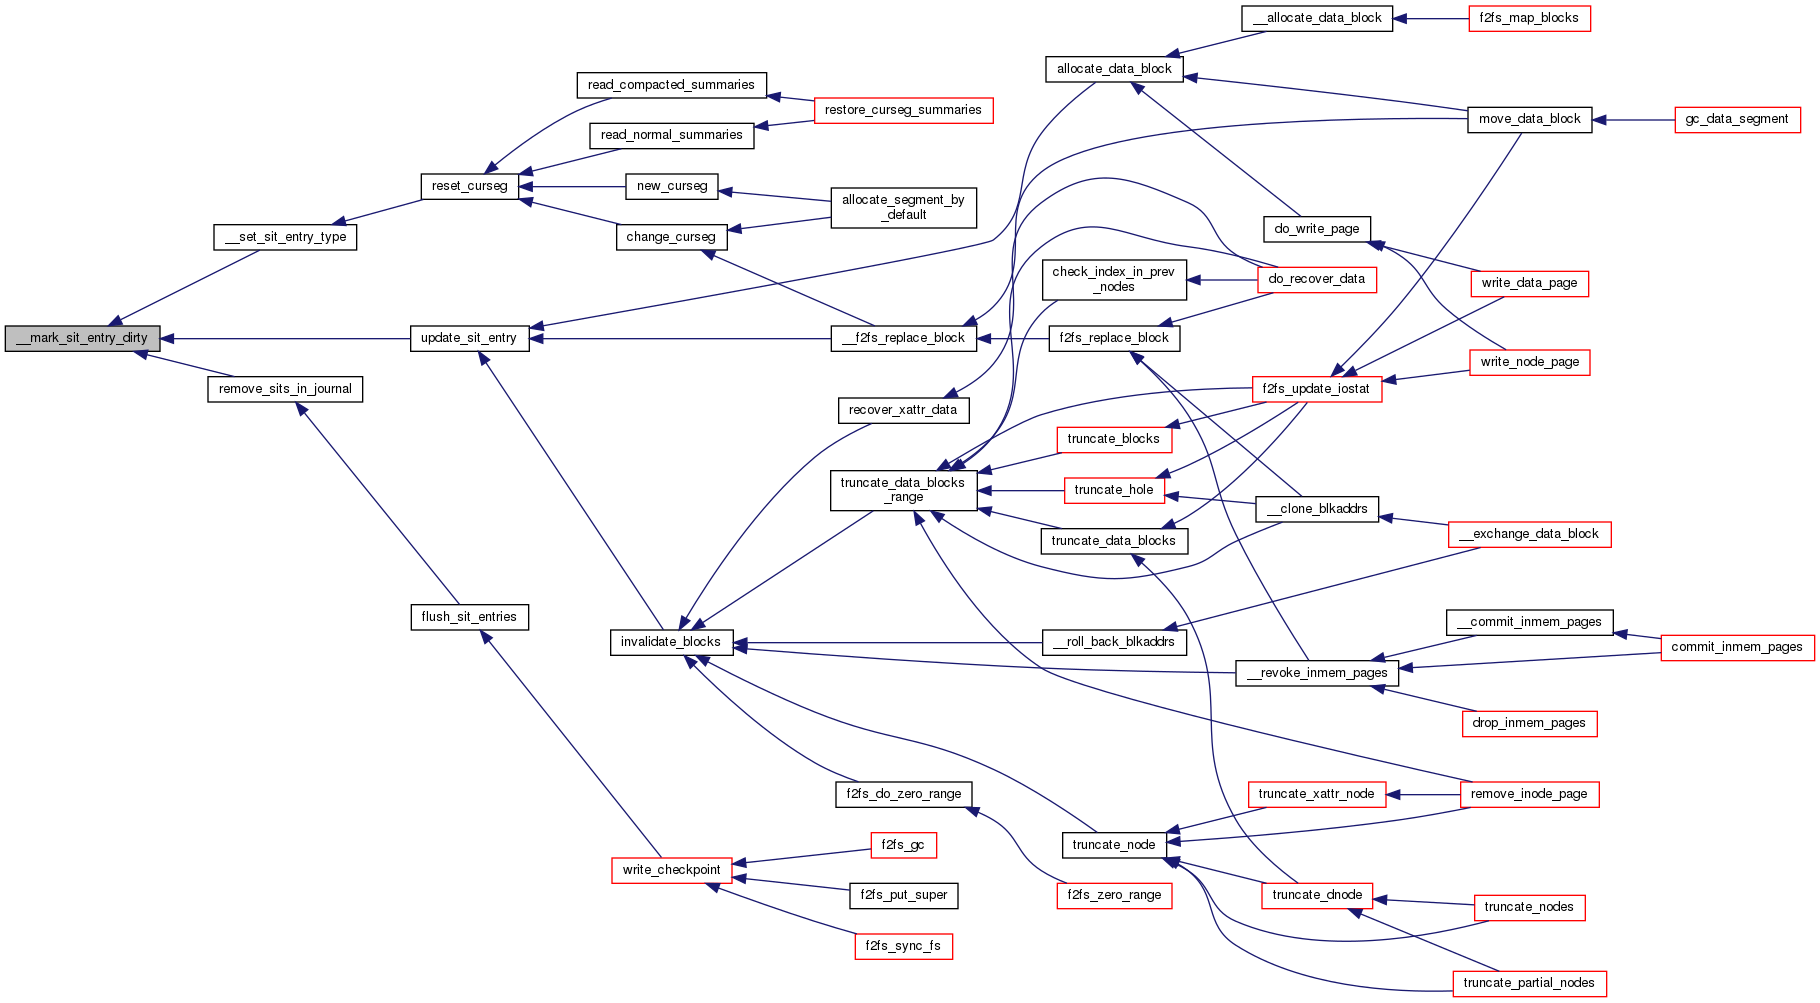 __allocate_data_block
f2fs_map_blocks
allocate_data_block
read_compacted_summaries
restore_curseg_summaries
move_data_block
gc_data_segment
read_normal_summaries
reset_curseg
new_curseg
allocate_segment_by
_default
__set_sit_entry_type
change_curseg
do_write_page
check_index_in_prev
_nodes
do_recover_data
write_data_page
__mark_sit_entry_dirty
update_sit_entry
__f2fs_replace_block
f2fs_replace_block
write_node_page
remove_sits_in_journal
f2fs_update_iostat
recover_xattr_data
truncate_blocks
truncate_data_blocks
_range
truncate_hole
__clone_blkaddrs
truncate_data_blocks
__exchange_data_block
flush_sit_entries
invalidate_blocks
__roll_back_blkaddrs
__commit_inmem_pages
commit_inmem_pages
__revoke_inmem_pages
drop_inmem_pages
f2fs_do_zero_range
truncate_xattr_node
remove_inode_page
f2fs_gc
truncate_node
write_checkpoint
f2fs_put_super
f2fs_zero_range
truncate_dnode
truncate_nodes
f2fs_sync_fs
truncate_partial_nodes